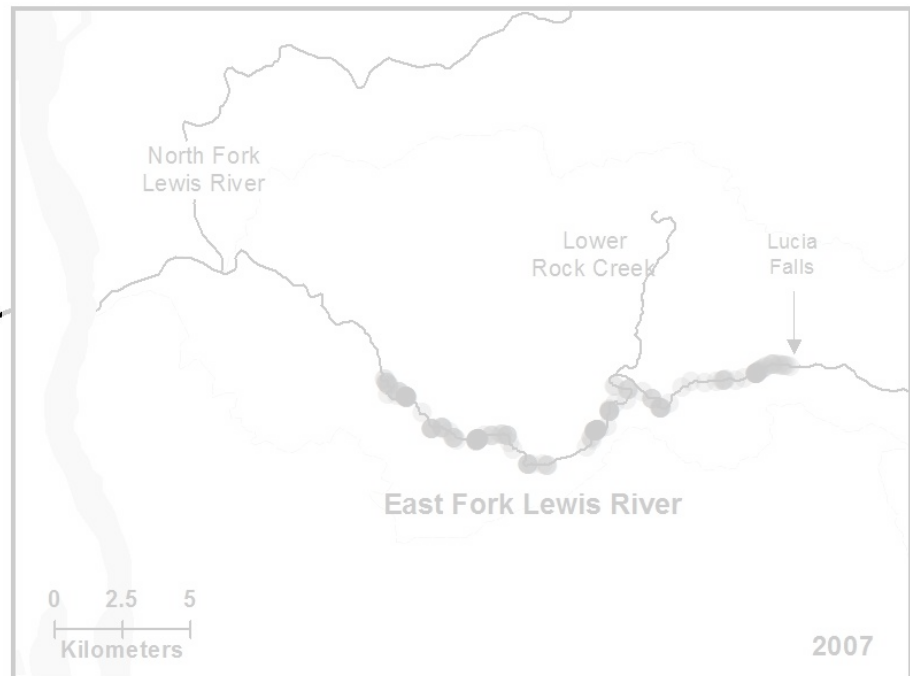 North Fork
Lewis River
Lower
Rock Creek
Lucia
Falls
East Fork Lewis River
0 2.5 5
Kilometers
2007